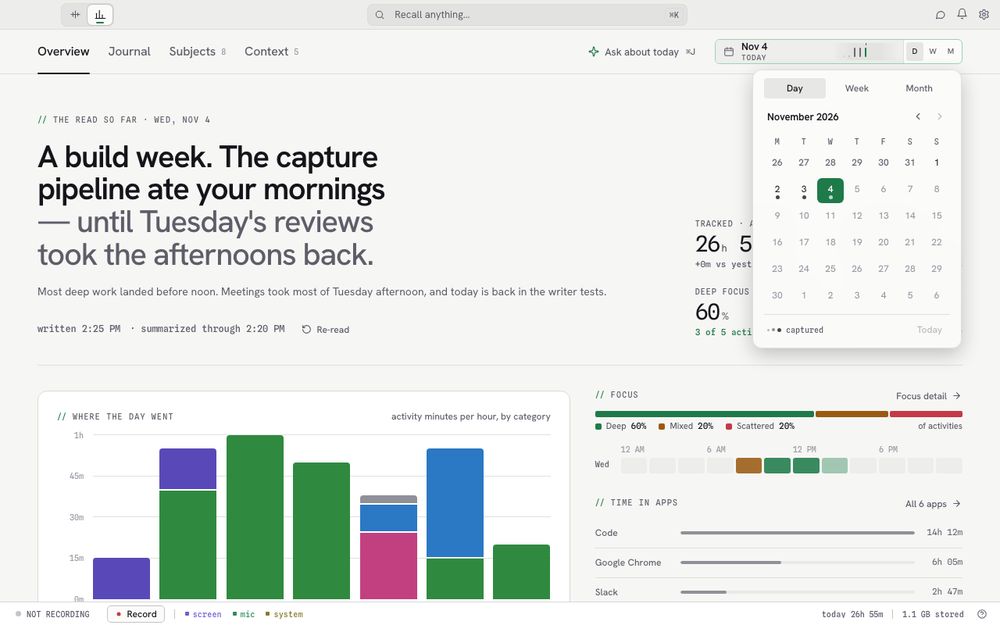 Recall anything...
⌘K
Overview
Journal
Subjects 8
Context 5
Ask about today ⌘J
Nov 4
TODAY
D W M
Day Week Month
November 2026
M T W T F S S
26 27 28 29 30 31 1
2 3 4 5 6 7 8
9 10 11 12 13 14 15
16 17 18 19 20 21 22
23 24 25 26 27 28 29
30 1 2 3 4 5 6
captured
Today
// THE READ SO FAR · WED, NOV 4
A build week. The capture
pipeline ate your mornings
— until Tuesday's reviews
took the afternoons back.
Most deep work landed before noon. Meetings took most of Tuesday afternoon, and today is back in the writer tests.
written 2:25 PM · summarized through 2:20 PM
Re-read
TRACKED ·
26h 5
+0m vs yest
DEEP FOCUS
60%
3 of 5 acti
// WHERE THE DAY WENT
activity minutes per hour, by category
1h
45m
30m
15m
0m
// FOCUS
Focus detail →
Deep 60% Mixed 20% Scattered 20%
of activities
12 AM 6 AM 12 PM 6 PM
Wed
// TIME IN APPS
All 6 apps →
Code 14h 12m
Google Chrome 6h 05m
Slack 2h 47m
NOT RECORDING
Record
screen mic system
today 26h 55m
1.1 GB stored